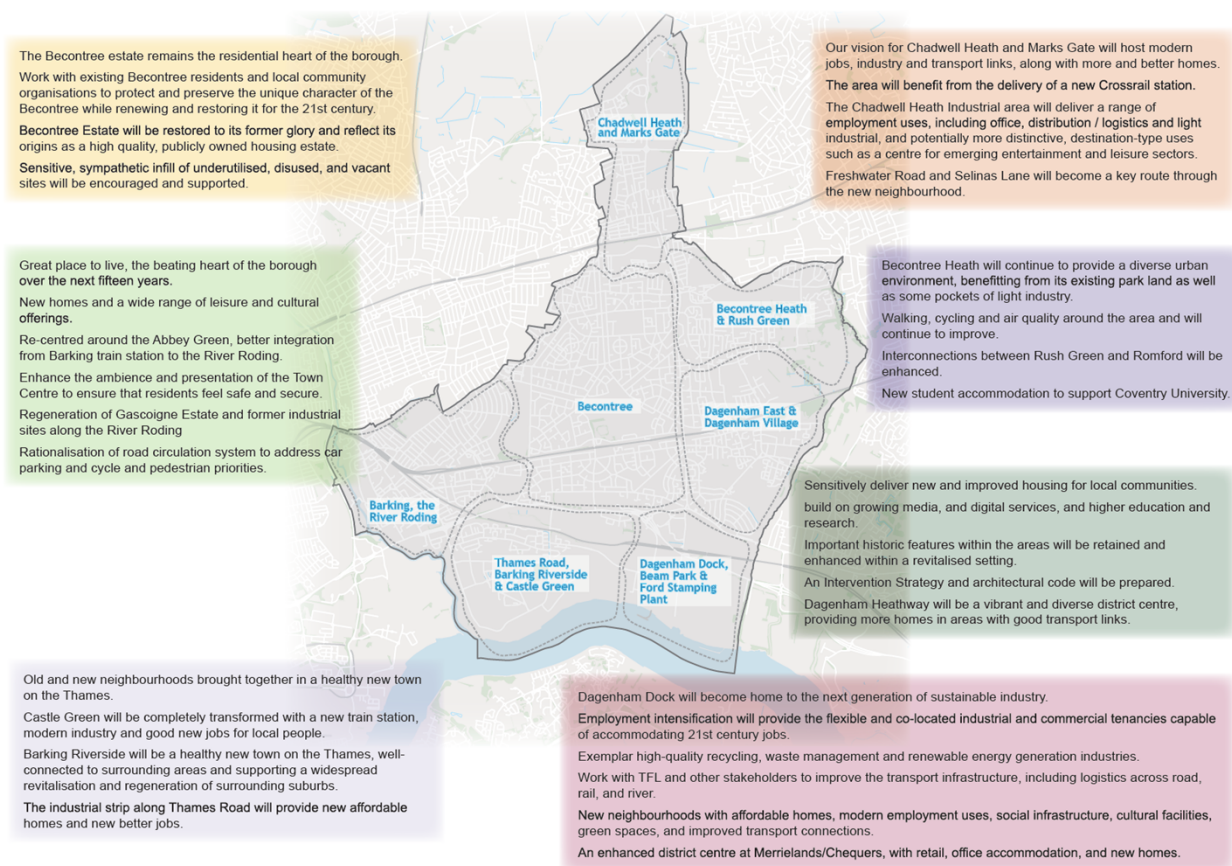 The Becontree estate remains the residential heart of the borough.
Work with existing Becontree residents and local community
organisations to protect and preserve the unique character of the
Becontree while renewing and restoring it for the 21st century.
Becontree Estate will be restored to its former glory and reflect its
origins as a high quality, publicly owned housing estate.
Sensitive, sympathetic infill of underutilised, disused, and vacant
sites will be encouraged and supported.
Our vision for Chadwell Heath and Marks Gate will host modern
jobs, industry and transport links, along with more and better homes.
The area will benefit from the delivery of a new Crossrail station.
The Chadwell Heath Industrial area will deliver a range of
employment uses, including office, distribution / logistics and light
industrial, and potentially more distinctive, destination-type uses
such as a centre for emerging entertainment and leisure sectors.
Freshwater Road and Selinas Lane will become a key route through
the new neighbourhood.
Chadwell Heath
and Marks Gate
Great place to live, the beating heart of the borough
over the next fifteen years.
New homes and a wide range of leisure and cultural
offerings.
Re-centred around the Abbey Green, better integration
from Barking train station to the River Roding.
Enhance the ambience and presentation of the Town
Centre to ensure that residents feel safe and secure.
Regeneration of Gascoigne Estate and former industrial
sites along the River Roding
Rationalisation of road circulation system to address car
parking and cycle and pedestrian priorities.
Becontree Heath will continue to provide a diverse urban
environment, benefitting from its existing park land as well
as some pockets of light industry.
Walking, cycling and air quality around the area and will
continue to improve.
Interconnections between Rush Green and Romford will be
enhanced.
New student accommodation to support Coventry University.
Becontree Heath
& Rush Green
Becontree
Dagenham East &
Dagenham Village
Barking, the
River Roding
Thames Road,
Barking Riverside
& Castle Green
Dagenham Dock,
Beam Park &
Ford Stamping
Plant
Sensitively deliver new and improved housing for local communities.
build on growing media, and digital services, and higher education and
research.
Important historic features within the areas will be retained and
enhanced within a revitalised setting.
An Intervention Strategy and architectural code will be prepared.
Dagenham Heathway will be a vibrant and diverse district centre,
providing more homes in areas with good transport links.
Old and new neighbourhoods brought together in a healthy new town
on the Thames.
Castle Green will be completely transformed with a new train station,
modern industry and good new jobs for local people.
Barking Riverside will be a healthy new town on the Thames, well-
connected to surrounding areas and supporting a widespread
revitalisation and regeneration of surrounding suburbs.
The industrial strip along Thames Road will provide new affordable
homes and new better jobs.
Dagenham Dock will become home to the next generation of sustainable industry.
Employment intensification will provide the flexible and co-located industrial and commercial tenancies capable
of accommodating 21st century jobs.
Exemplar high-quality recycling, waste management and renewable energy generation industries.
Work with TFL and other stakeholders to improve the transport infrastructure, including logistics across road,
rail, and river.
New neighbourhoods with affordable homes, modern employment uses, social infrastructure, cultural facilities,
green spaces, and improved transport connections.
An enhanced district centre at Merrielands/Chequers, with retail, office accommodation, and new homes.